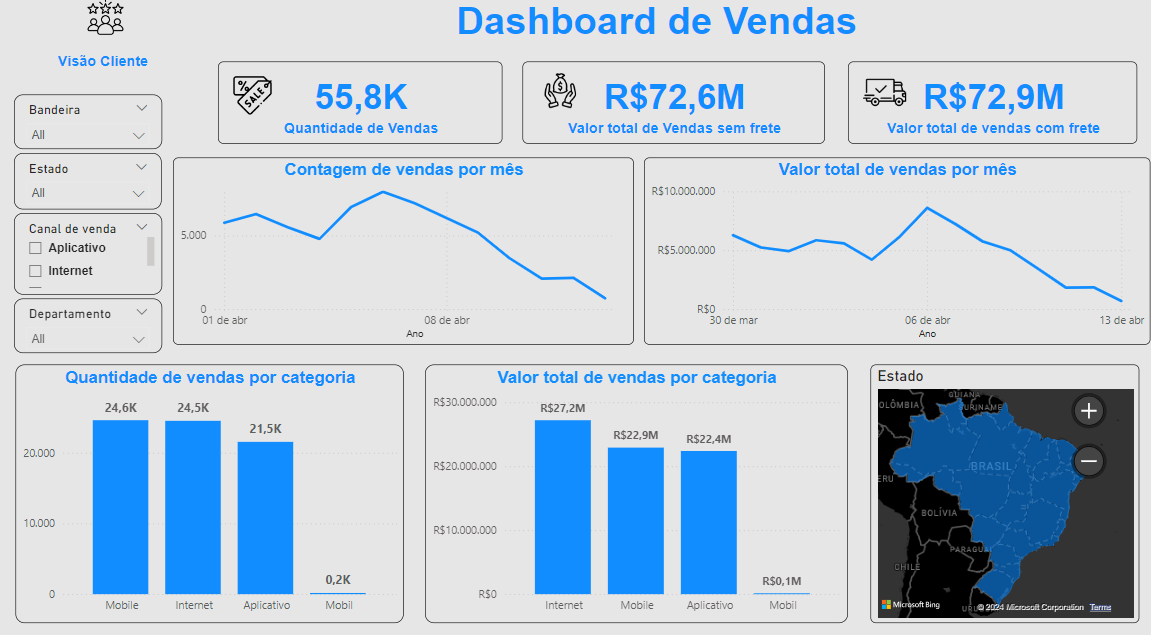 Dashboard de Vendas
Visão Cliente
Bandeira
All
Estado
All
Canal de venda
Aplicativo
Internet
Departamento
All
% SALE
55,8K
Quantidade de Vendas
$
R$72,6M
Valor total de Vendas sem frete
R$72,9M
Valor total de vendas com frete
Contagem de vendas por mês
5.000
0
01 de abr
08 de abr
Ano
Valor total de vendas por mês
R$10.000.000
R$5.000.000
R$0
30 de mar
06 de abr
13 de abr
Ano
Quantidade de vendas por categoria
24,6K
24,5K
21,5K
0,2K
20.000
10.000
0
Mobile
Internet
Aplicativo
Mobil
Valor total de vendas por categoria
R$30.000.000
R$27,2M
R$22,9M
R$22,4M
R$0,1M
R$20.000.000
R$10.000.000
R$0
Internet
Mobile
Aplicativo
Mobil
Estado
GUIANA
OLÔMBIA
SURINAME
BRASIL
ERU
BOLÍVIA
PARAGUAI
CHILE
URU
Microsoft Bing
© 2024 Microsoft Corporation
Terms